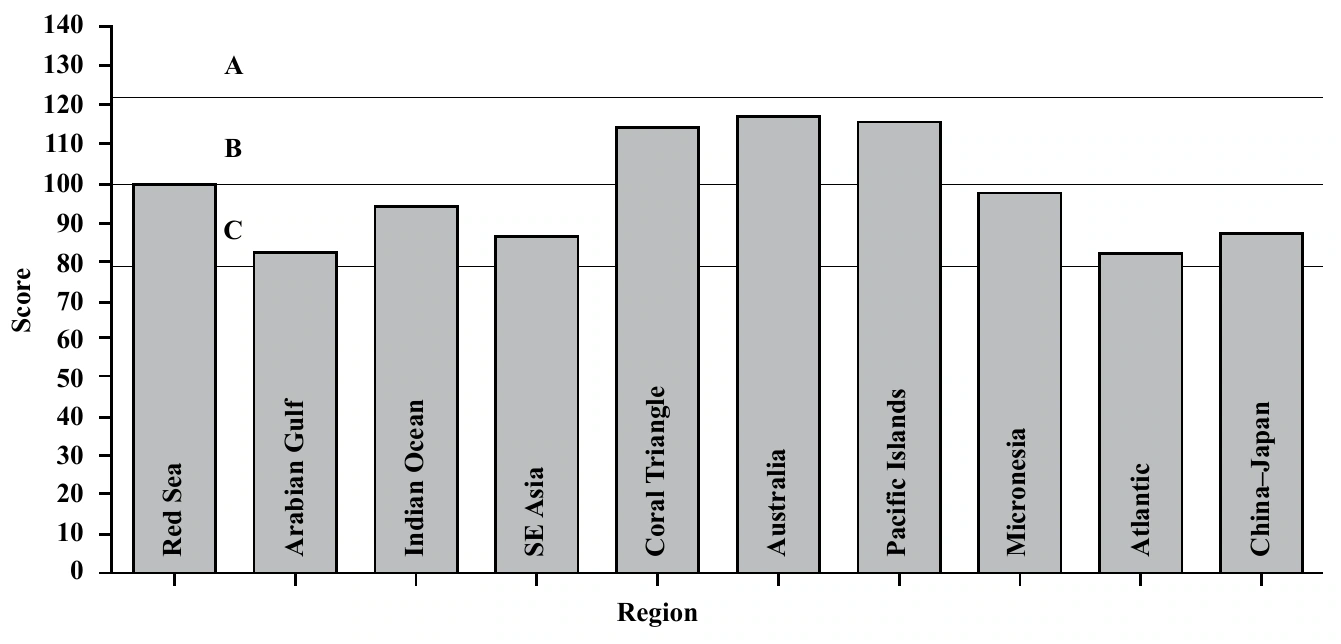 140
130
120
110
100
90
80
70
60
50
40
30
20
10
0
Score
A
B
C
Red Sea
Arabian Gulf
Indian Ocean
SE Asia
Coral Triangle
Australia
Pacific Islands
Micronesia
Atlantic
China–Japan
Region